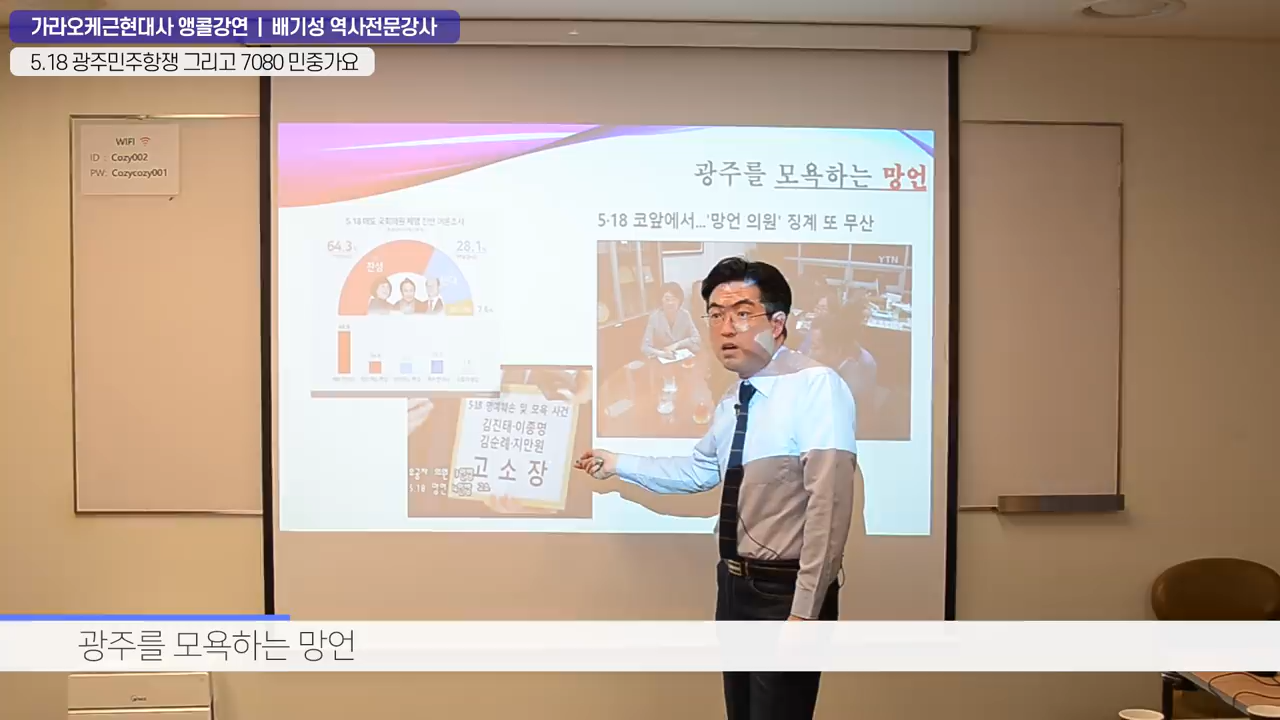 가라오케근현대사 앵콜강연 | 배기성 역사전문강사
5.18 광주민주항쟁 그리고 7080 민중가요
WIFI
ID : Cozy002
PW: Cozycozy001
광주를 모욕하는 망언
5·18 코앞에서...'망언 의원' 징계 또 무산
YTN
64.3%
28.1%
찬성
7.6%
5·18 명예훼손 및 모욕 사건
김진태·이종명
김순례·지만원
고 소 장
광주를 모욕하는 망언